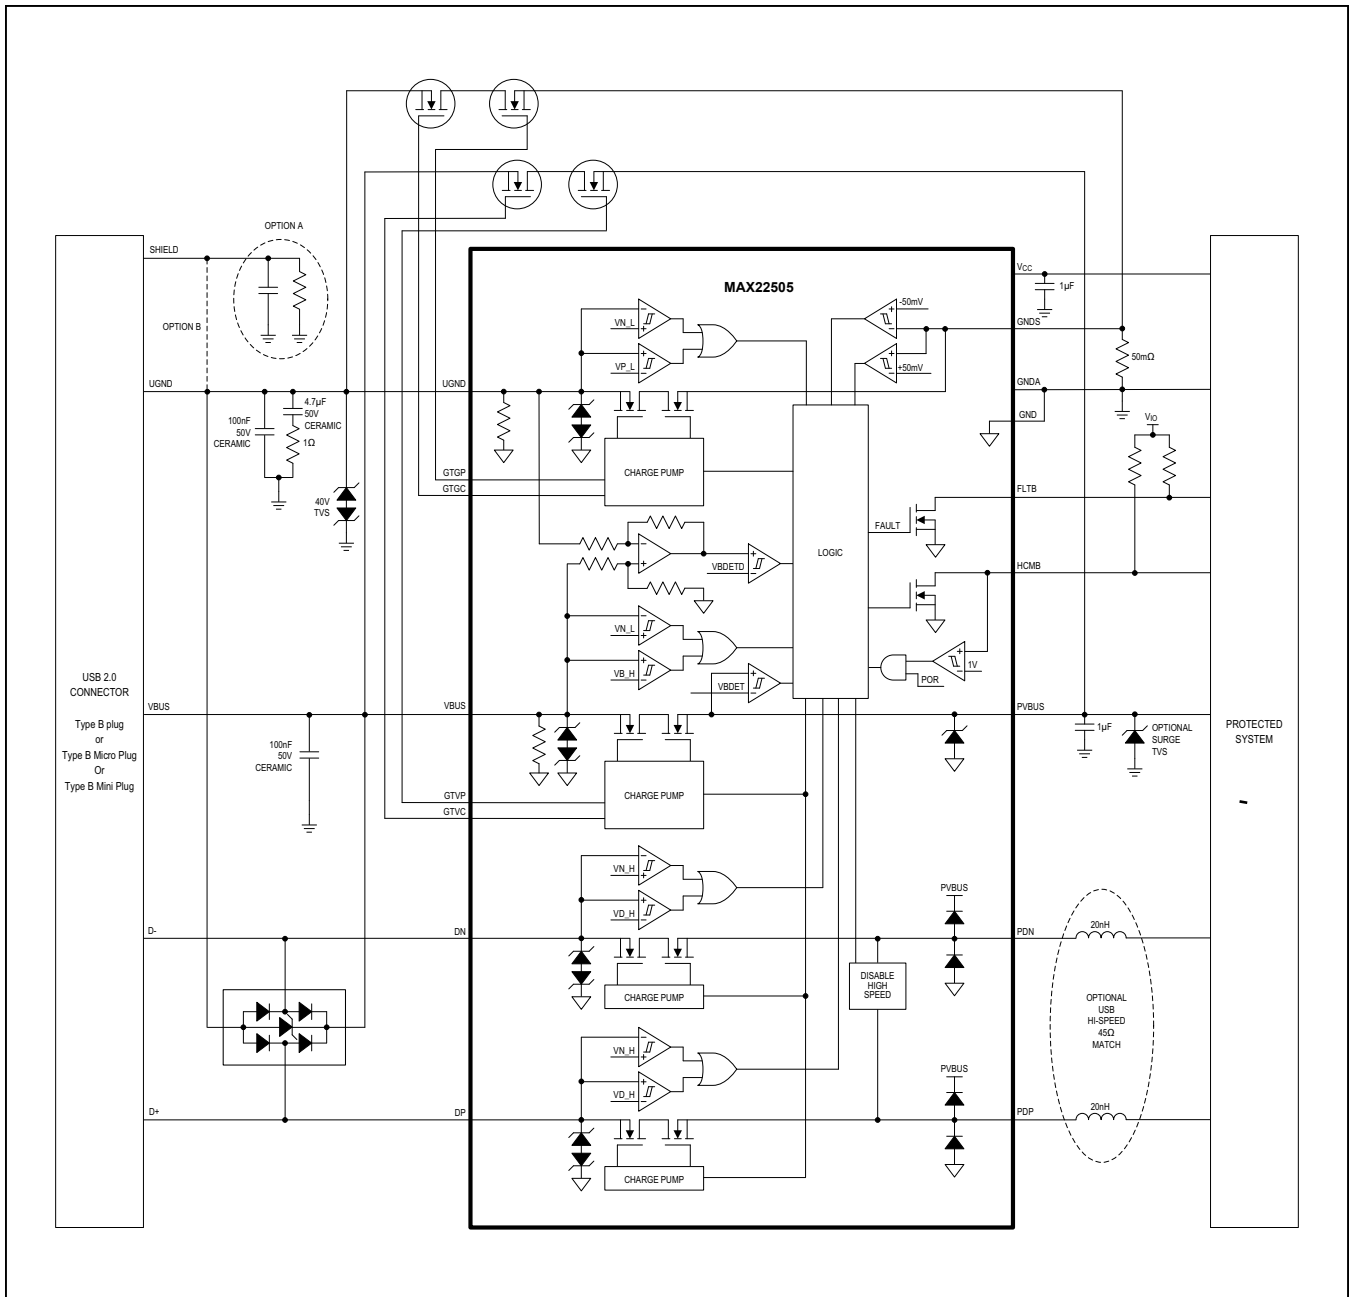 OPTION A
SHIELD
OPTION B
UGND
4.7µF
50V
CERAMIC
1Ω
100nF
50V
CERAMIC
40V
TVS
USB 2.0
CONNECTOR
Type B plug
or
Type B Micro Plug
Or
Type B Mini Plug
VBUS
100nF
50V
CERAMIC
D-
D+
MAX22505
UGND
GTGP
GTGC
VBUS
GTVP
GTVC
DN
DP
VN_L
VP_L
CHARGE PUMP
VBDETD
VN_L
VB_H
VBDET
CHARGE PUMP
VN_H
VD_H
CHARGE PUMP
VN_H
VD_H
CHARGE PUMP
-50mV
+50mV
LOGIC
FAULT
1V
POR
DISABLE
HIGH
SPEED
PVBUS
PVBUS
VCC
1µF
GNDS
50mΩ
GNDA
GND
VIO
FLTB
HCMB
PVBUS
1µF
OPTIONAL
SURGE
TVS
PDN
20nH
OPTIONAL
USB
HI-SPEED
45Ω
MATCH
PDP
20nH
PROTECTED
SYSTEM